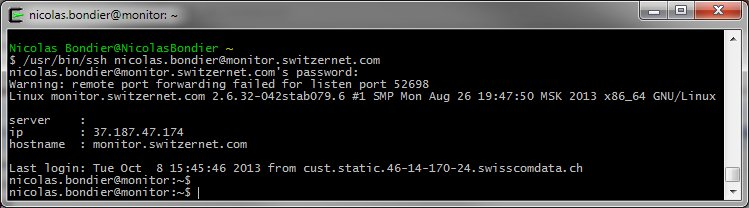 nicolas.bondier@monitor: ~
Nicolas Bondier@NicolasBondier ~
$ /usr/bin/ssh nicolas.bondier@monitor.switzernet.com
nicolas.bondier@monitor.switzernet.com's password:
Warning: remote port forwarding failed for listen port 52698
Linux monitor.switzernet.com 2.6.32-042stab079.6 #1 SMP Mon Aug 26 19:47:50 MSK 2013 x86_64 GNU/Linux
server    :
ip        : 37.187.47.174
hostname  : monitor.switzernet.com
Last login: Tue Oct  8 15:45:46 2013 from cust.static.46-14-170-24.swisscomdata.ch
nicolas.bondier@monitor:~$
nicolas.bondier@monitor:~$